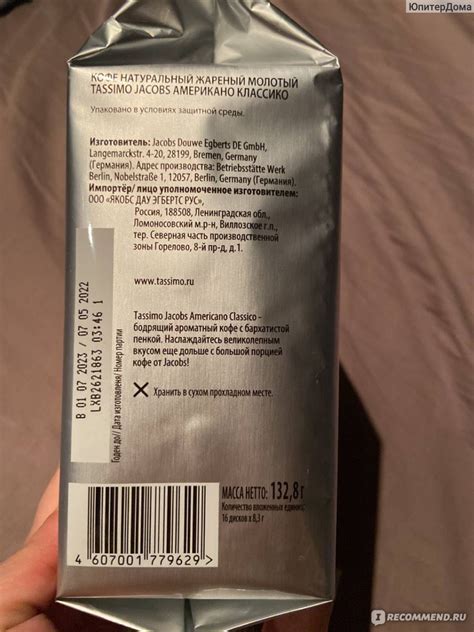 ЮпитерДома
КОФЕ НАТУРАЛЬНЫЙ ЖАРЕНЫЙ МОЛОТЫЙ
TASSIMO JACOBS АМЕРИКАНО КЛАССИКО
Упаковано в условиях защитной среды.
Изготовитель: Jacobs Douwe Egberts DE GmbH,
Langemarckstr. 4-20, 28199, Bremen, Germany
(Германия). Адрес производства: Betriebsstätte Werk
Berlin, Nobelstraße 1, 12057, Berlin, Germany (Германия).
Импортёр/ лицо уполномоченное изготовителем:
ООО «ЯКОБС ДАУ ЭГБЕРТС РУС»,
Россия, 188508, Ленинградская обл.,
Ломоносовский м.р-н, Виллозское г.п.,
тер. Северная часть производственной
зоны Горелово, 8-й пр-д, д.1.
www.tassimo.ru
Tassimo Jacobs Americano Classico -
бодрящий ароматный кофе с бархатистой
пенкой. Наслаждайтесь великолепным
вкусом еще дольше с большой порцией
кофе от Jacobs!
Хранить в сухом прохладном месте.
B 01 07 2023 / 07 05 2022
LXB2621863 03:46 1
Годен до// Дата изготовления/ Номер партии
МАССА НЕТТО: 132,8 г
Количество вложенных единиц:
16 дисков х 8,3 г
4 607001 779629 >
I RECOMMEND.RU